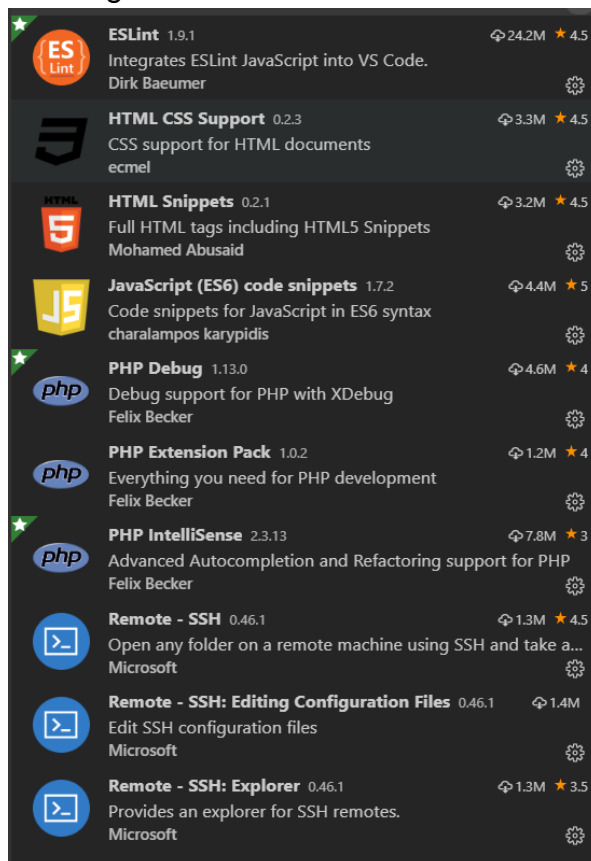 ESLint 1.9.1 24.2M ★ 4.5
Integrates ESLint JavaScript into VS Code.
Dirk Baeumer
ES
Lint
HTML CSS Support 0.2.3 3.3M ★ 4.5
CSS support for HTML documents
ecmel
HTML
5
HTML Snippets 0.2.1 3.2M ★ 4.5
Full HTML tags including HTML5 Snippets
Mohamed Abusaid
JS
JavaScript (ES6) code snippets 1.7.2 4.4M ★ 5
Code snippets for JavaScript in ES6 syntax
charalampos karypidis
php
PHP Debug 1.13.0 4.6M ★ 4
Debug support for PHP with XDebug
Felix Becker
php
PHP Extension Pack 1.0.2 1.2M ★ 4
Everything you need for PHP development
Felix Becker
php
PHP IntelliSense 2.3.13 7.8M ★ 3
Advanced Autocompletion and Refactoring support for PHP
Felix Becker
Remote - SSH 0.46.1 1.3M ★ 4.5
Open any folder on a remote machine using SSH and take a...
Microsoft
Remote - SSH: Editing Configuration Files 0.46.1 1.4M
Edit SSH configuration files
Microsoft
Remote - SSH: Explorer 0.46.1 1.3M ★ 3.5
Provides an explorer for SSH remotes.
Microsoft